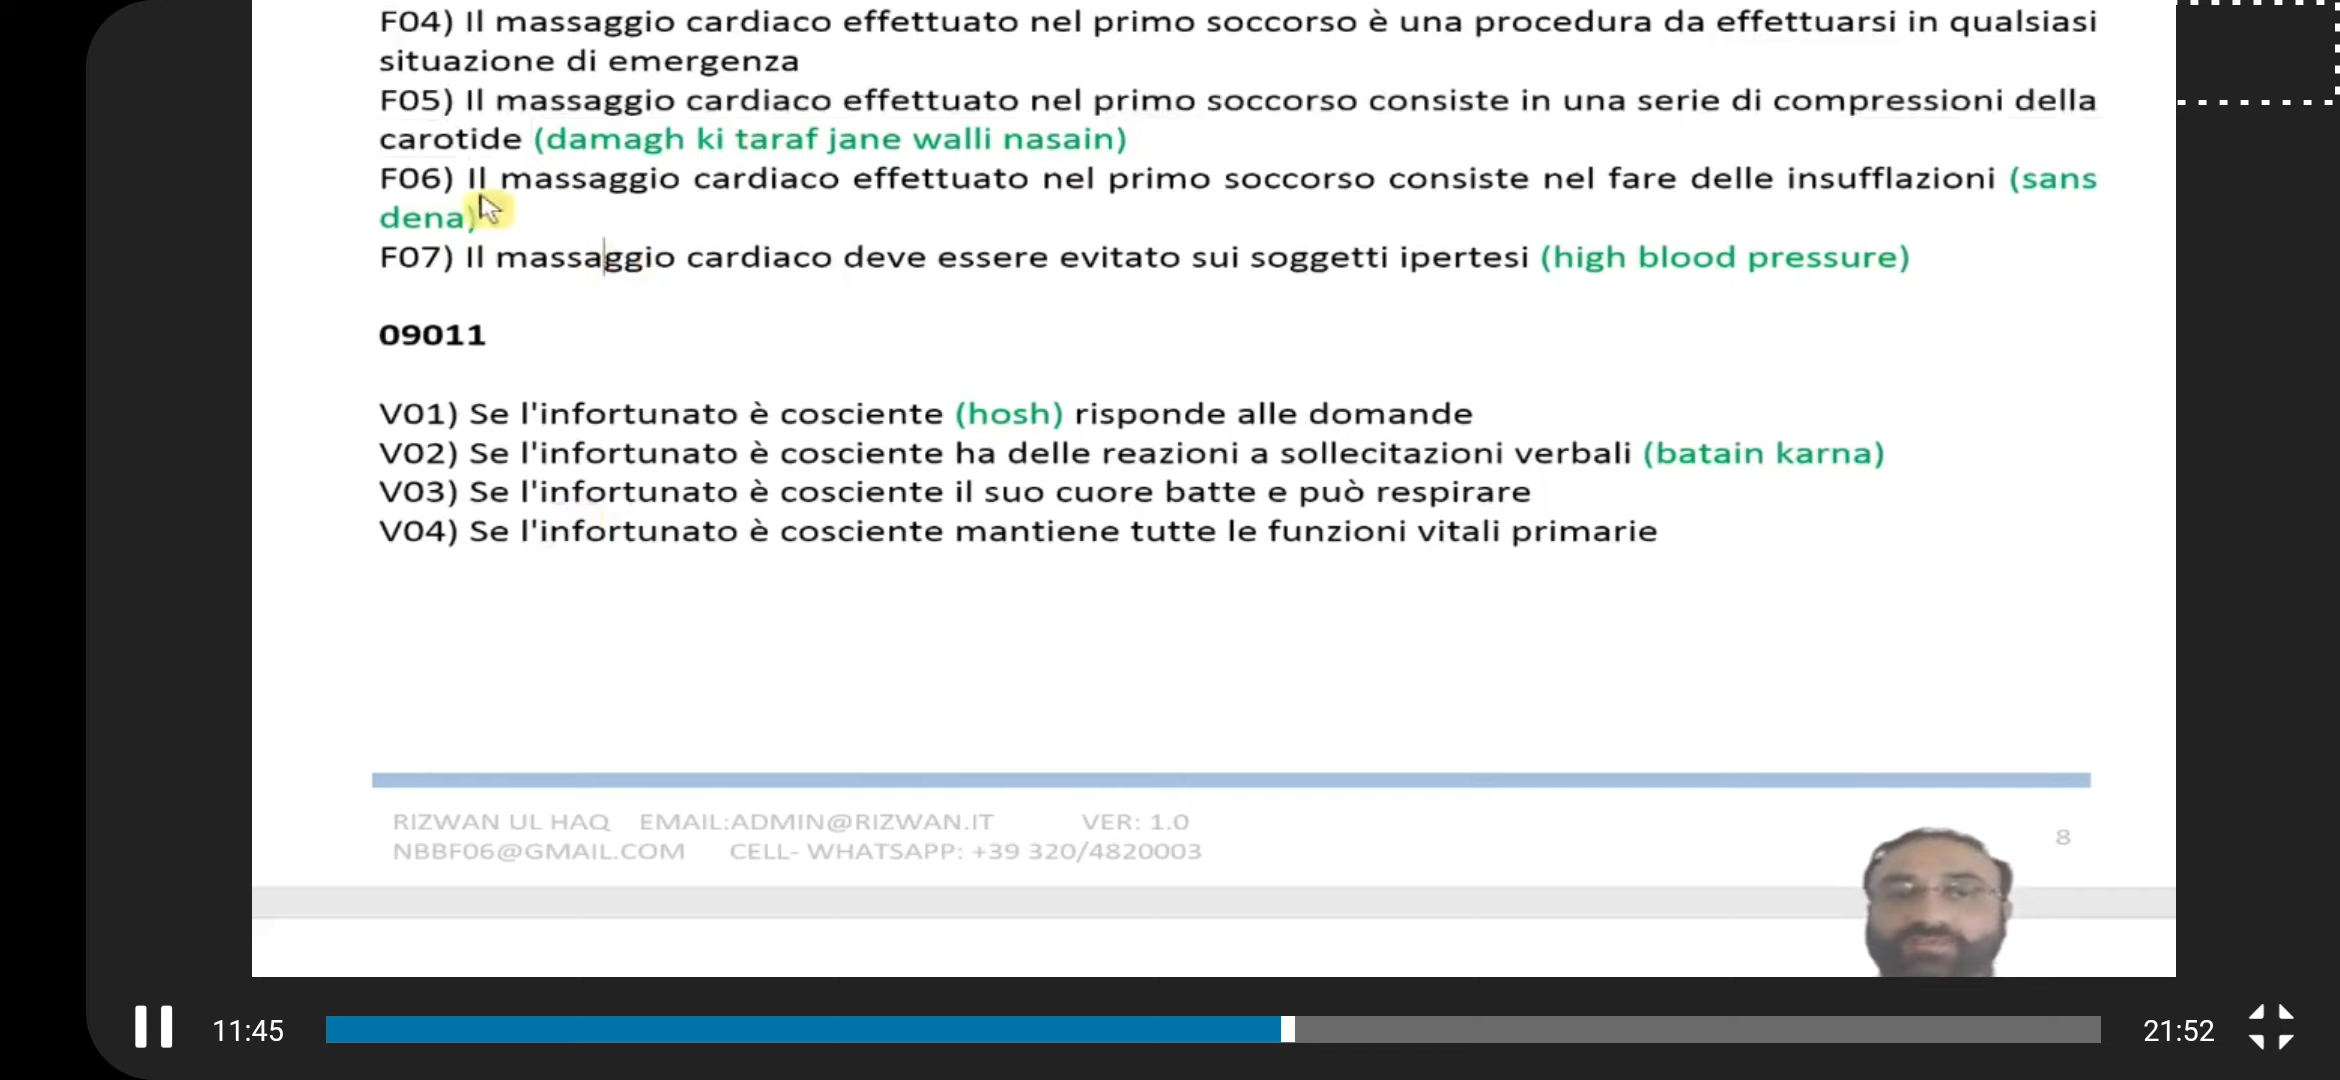 F04) Il massaggio cardiaco effettuato nel primo soccorso è una procedura da effettuarsi in qualsiasi
situazione di emergenza
F05) Il massaggio cardiaco effettuato nel primo soccorso consiste in una serie di compressioni della
carotide (damagh ki taraf jane walli nasain)
F06) Il massaggio cardiaco effettuato nel primo soccorso consiste nel fare delle insufflazioni (sans
dena)
F07) Il massaggio cardiaco deve essere evitato sui soggetti ipertesi (high blood pressure)
09011
V01) Se l'infortunato è cosciente (hosh) risponde alle domande
V02) Se l'infortunato è cosciente ha delle reazioni a sollecitazioni verbali (batain karna)
V03) Se l'infortunato è cosciente il suo cuore batte e può respirare
V04) Se l'infortunato è cosciente mantiene tutte le funzioni vitali primarie
RIZWAN UL HAQ EMAIL:ADMIN@RIZWAN.IT VER: 1.0
NBBF06@GMAIL.COM CELL- WHATSAPP: +39 320/4820003
8
11:45
21:52